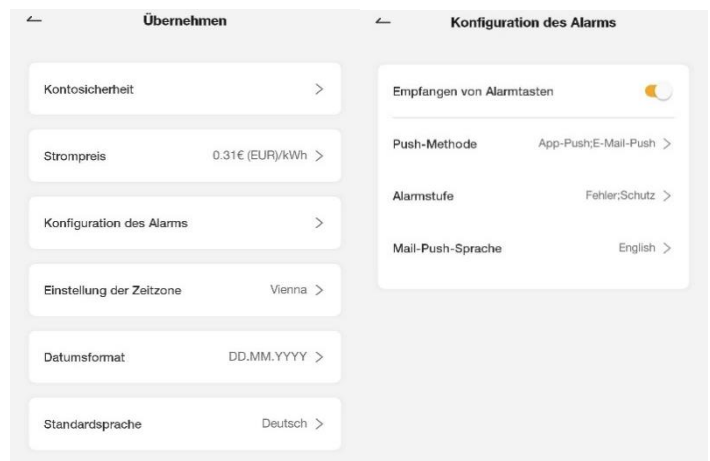 Übernehmen
Kontosicherheit
Strompreis 0.31€ (EUR)/kWh
Konfiguration des Alarms
Einstellung der Zeitzone Vienna
Datumsformat DD.MM.YYYY
Standardsprache Deutsch
Konfiguration des Alarms
Empfangen von Alarmtasten
Push-Methode App-Push;E-Mail-Push
Alarmstufe Fehler;Schutz
Mail-Push-Sprache English